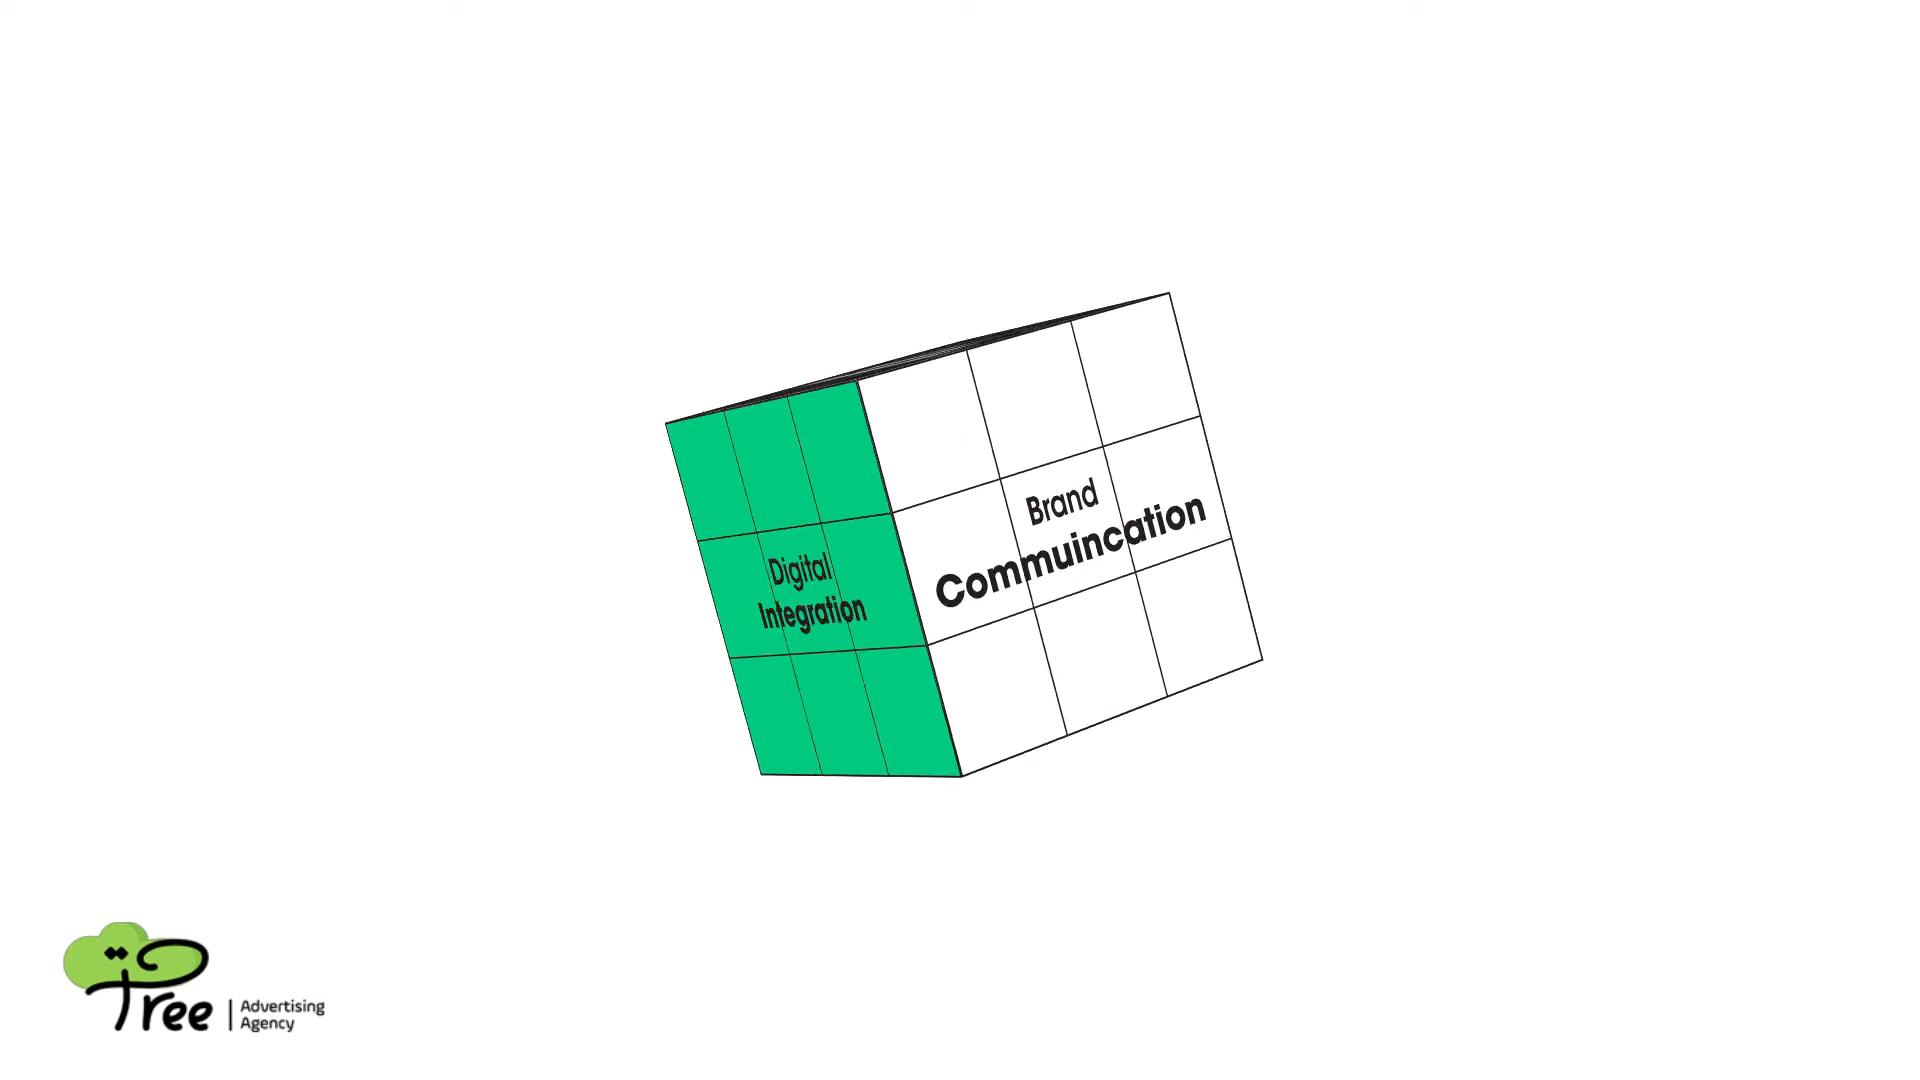 Digital
Integration
Brand
Commuincation
Tree
Advertising
Agency